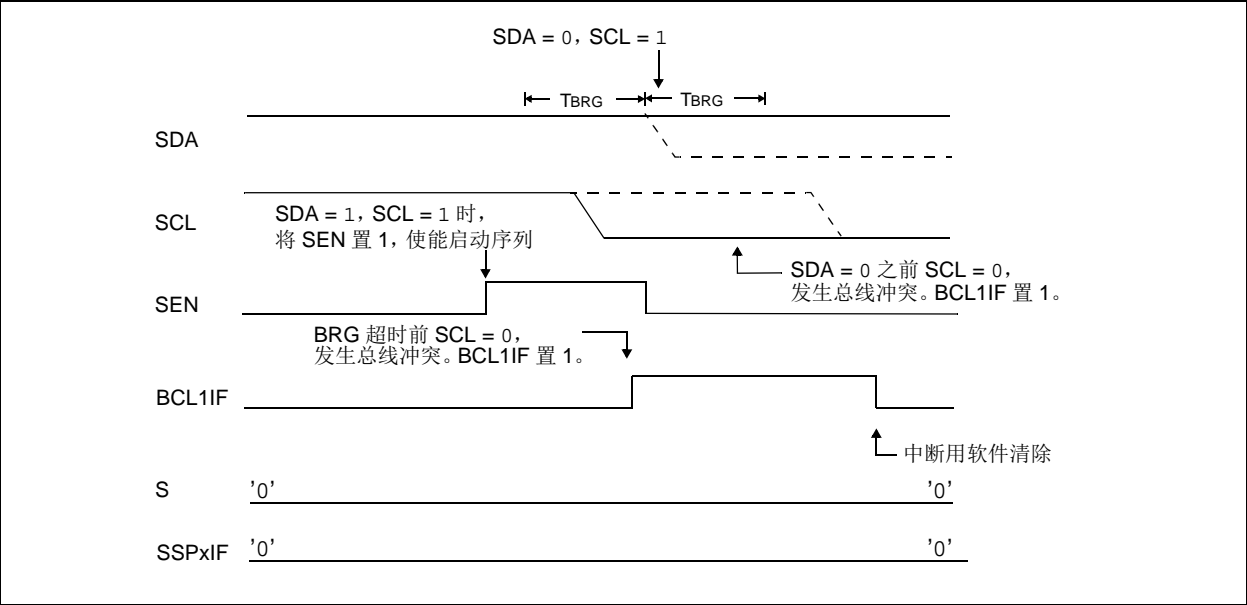 SDA = 0，SCL = 1
TBRG TBRG
SDA
SCL
SDA = 1，SCL = 1 时，
将 SEN 置 1，使能启动序列
SDA = 0 之前 SCL = 0，
发生总线冲突。BCL1IF 置 1。
SEN
BRG 超时前 SCL = 0，
发生总线冲突。BCL1IF 置 1。
BCL1IF
中断用软件清除
S '0' '0'
SSPxIF '0' '0'